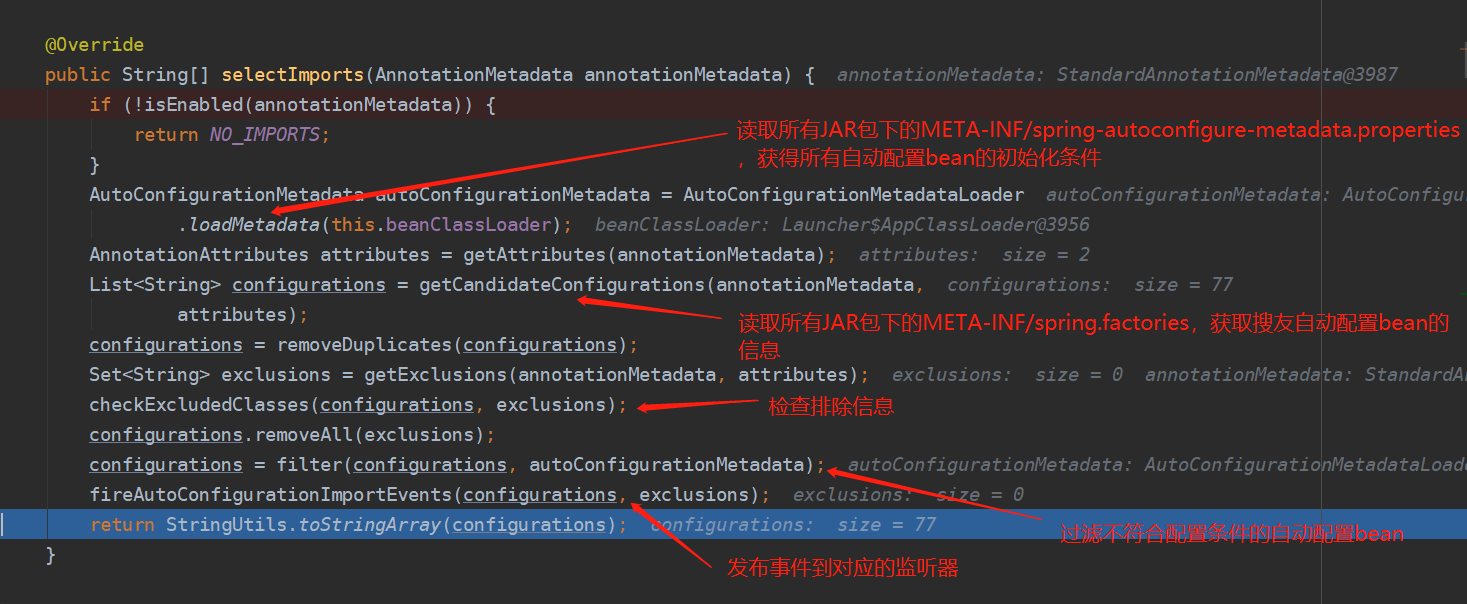 @Override
public String[] selectImports(AnnotationMetadata annotationMetadata) { annotationMetadata: StandardAnnotationMetadata@3987
if (!isEnabled(annotationMetadata)) {
return NO_IMPORTS;
读取所有JAR包下的META-INF/spring-autoconfigure-metadata.properties
，获得所有自动配置bean的初始化条件
}
AutoConfigurationMetadata autoConfigurationMetadata = AutoConfigurationMetadataLoader autoConfigurationMetadata: AutoConfigu
.loadMetadata(this.beanClassLoader); beanClassLoader: Launcher$AppClassLoader@3956
AnnotationAttributes attributes = getAttributes(annotationMetadata); attributes: size = 2
List<String> configurations = getCandidateConfigurations(annotationMetadata, configurations: size = 77
attributes);
读取所有JAR包下的META-INF/spring.factories，获取搜友自动配置bean的
信息
configurations = removeDuplicates(configurations);
Set<String> exclusions = getExclusions(annotationMetadata, attributes); exclusions: size = 0 annotationMetadata: StandardA
checkExcludedClasses(configurations, exclusions);
检查排除信息
configurations.removeAll(exclusions);
configurations = filter(configurations, autoConfigurationMetadata); autoConfigurationMetadata: AutoConfigurationMetadataLoad
fireAutoConfigurationImportEvents(configurations, exclusions); exclusions: size = 0
return StringUtils.toStringArray(configurations); configurations: size = 77
过滤不符合配置条件的自动配置bean
}
发布事件到对应的监听器